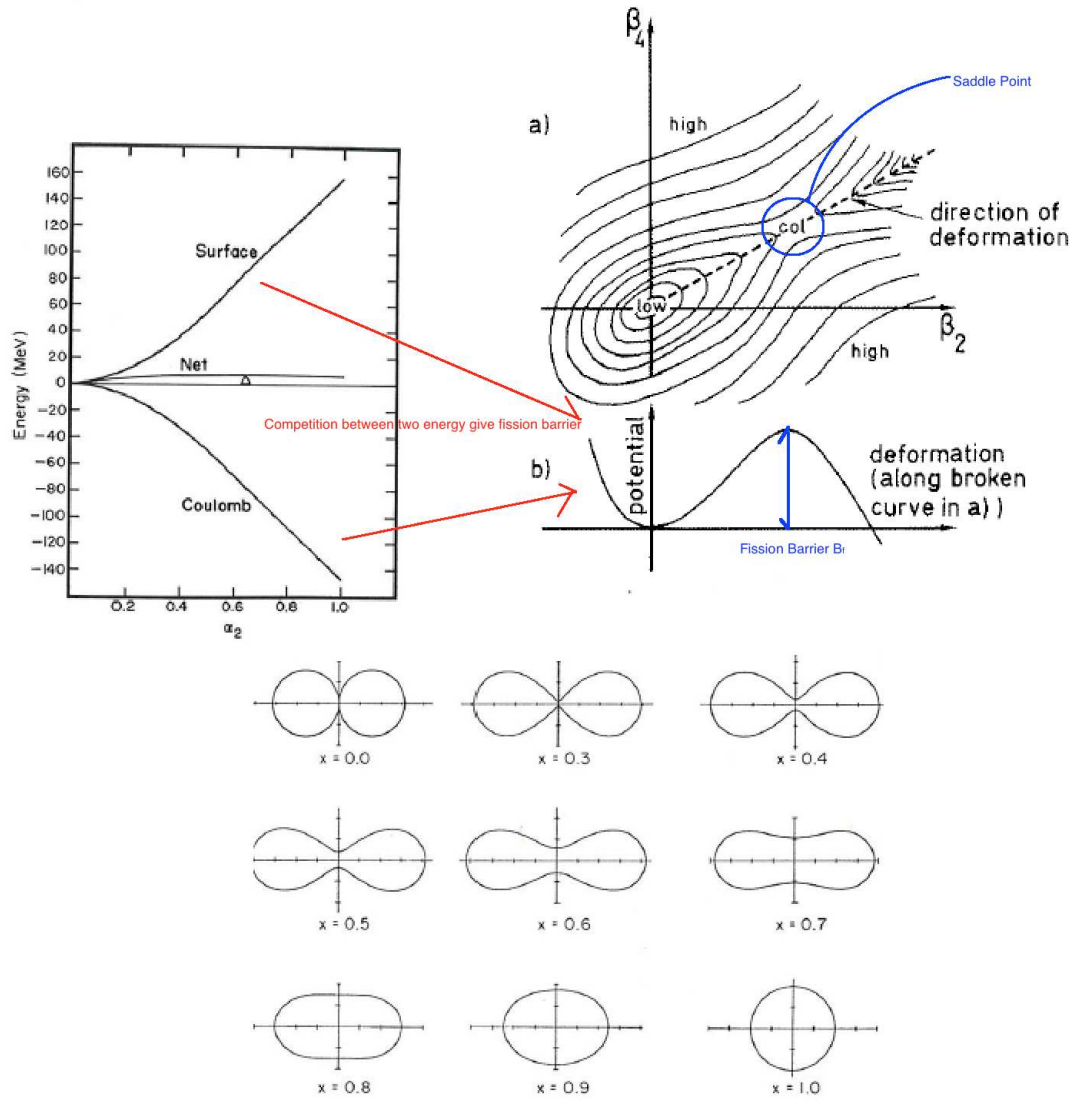 β₄
Saddle Point
a)
high
col
direction of
deformation
low
β₂
high
160
140
120
100
80
60
40
20
0
-20
-40
-60
-80
-100
-120
-140
Energy (MeV)
Surface
Net
Coulomb
0.2
0.4
0.6
0.8
1.0
α₂
Competition between two energy give fission barrier
b)
potential
deformation
(along broken
curve in a) )
Fission Barrier Bf
x = 0.0
x = 0.3
x = 0.4
x = 0.5
x = 0.6
x = 0.7
x = 0.8
x = 0.9
x = 1.0